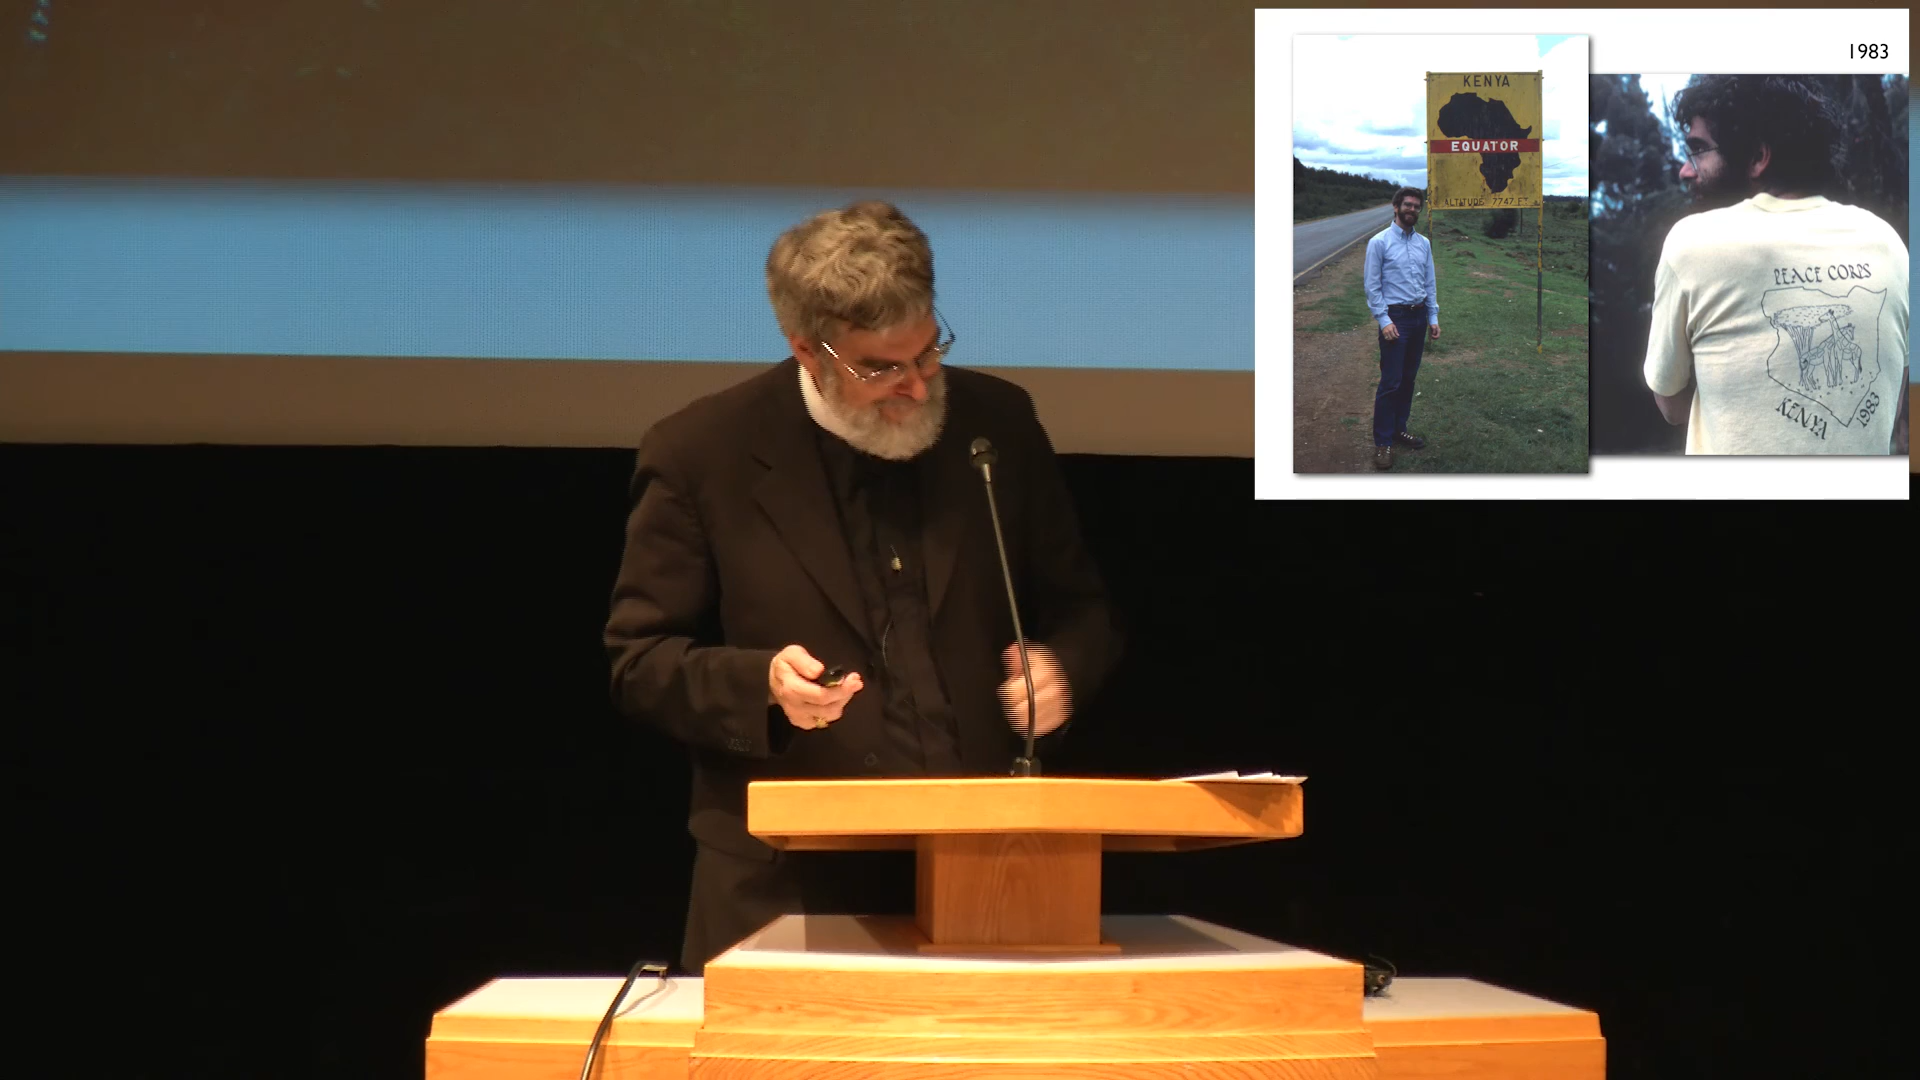 1983
KENYA
EQUATOR
ALTITUDE 7747 FT
PEACE CORPS
KENYA 1983